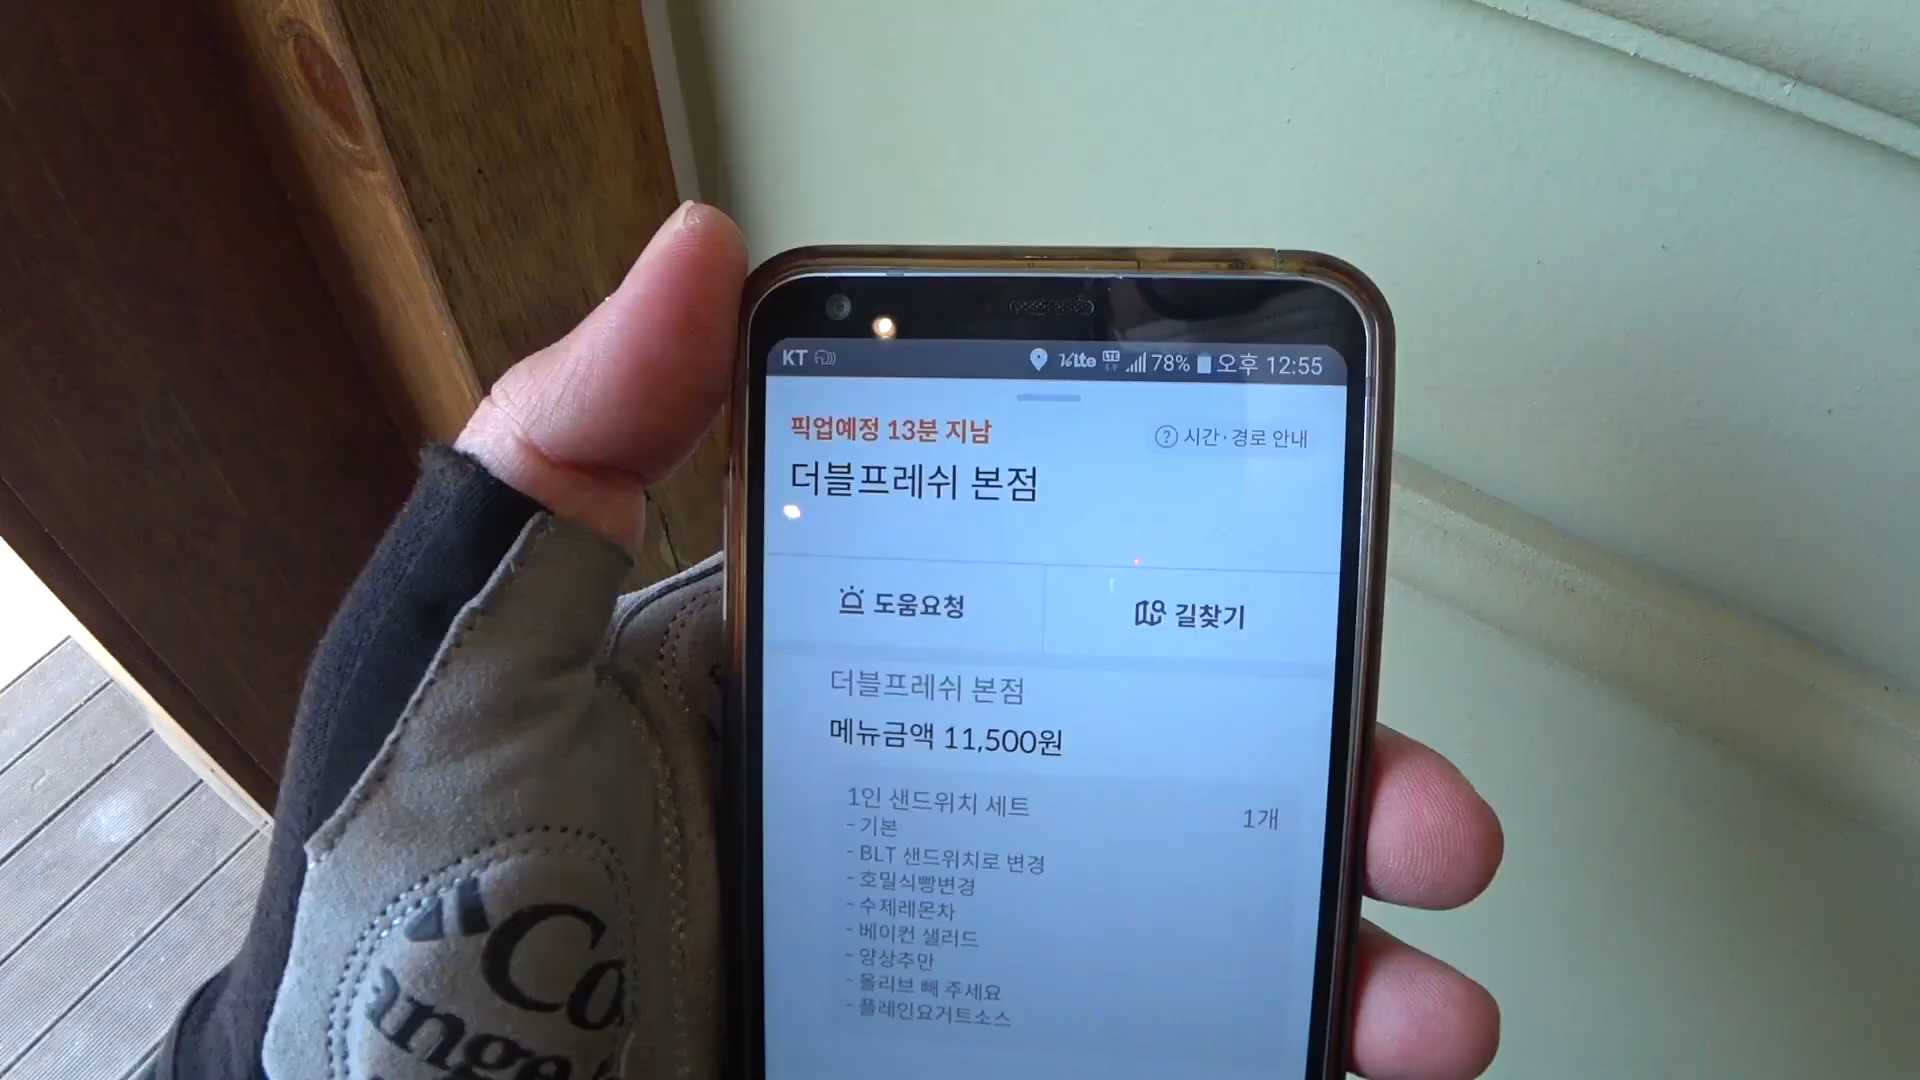 KT VoLTE LTE 78% 오후 12:55
픽업예정 13분 지남
? 시간·경로 안내
더블프레쉬 본점
도움요청
길찾기
더블프레쉬 본점
메뉴금액 11,500원
1인 샌드위치 세트 1개
- 기본
- BLT 샌드위치로 변경
- 호밀식빵변경
- 수제레몬차
- 베이컨 샐러드
- 양상추만
- 올리브 빼 주세요
- 플레인요거트소스
Co
ange